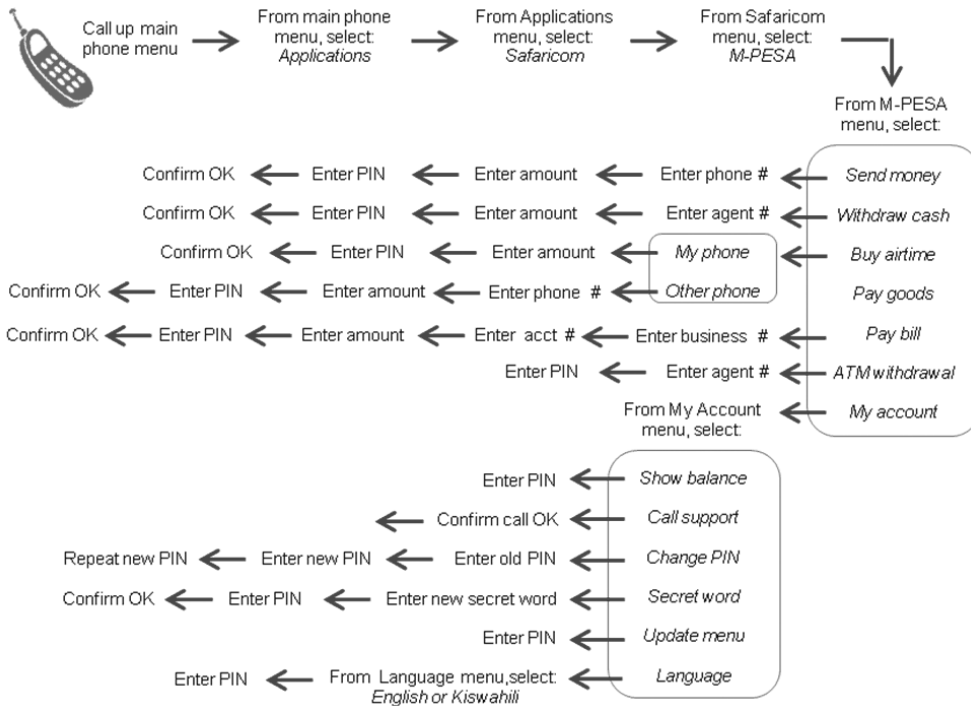 Call up main
phone menu
From main phone
menu, select:
Applications
From Applications
menu, select:
Safaricom
From Safaricom
menu, select:
M-PESA
From M-PESA
menu, select:
Send money
Enter phone #
Enter amount
Enter PIN
Confirm OK
Withdraw cash
Enter agent #
Enter amount
Enter PIN
Confirm OK
Buy airtime
My phone
Enter amount
Enter PIN
Confirm OK
Other phone
Enter phone #
Enter amount
Enter PIN
Confirm OK
Pay goods
Pay bill
Enter business #
Enter acct #
Enter amount
Enter PIN
Confirm OK
ATM withdrawal
Enter agent #
Enter PIN
My account
From My Account
menu, select:
Show balance
Enter PIN
Call support
Confirm call OK
Change PIN
Enter old PIN
Enter new PIN
Repeat new PIN
Secret word
Enter new secret word
Enter PIN
Confirm OK
Update menu
Enter PIN
Language
From Language menu,select:
English or Kiswahili
Enter PIN